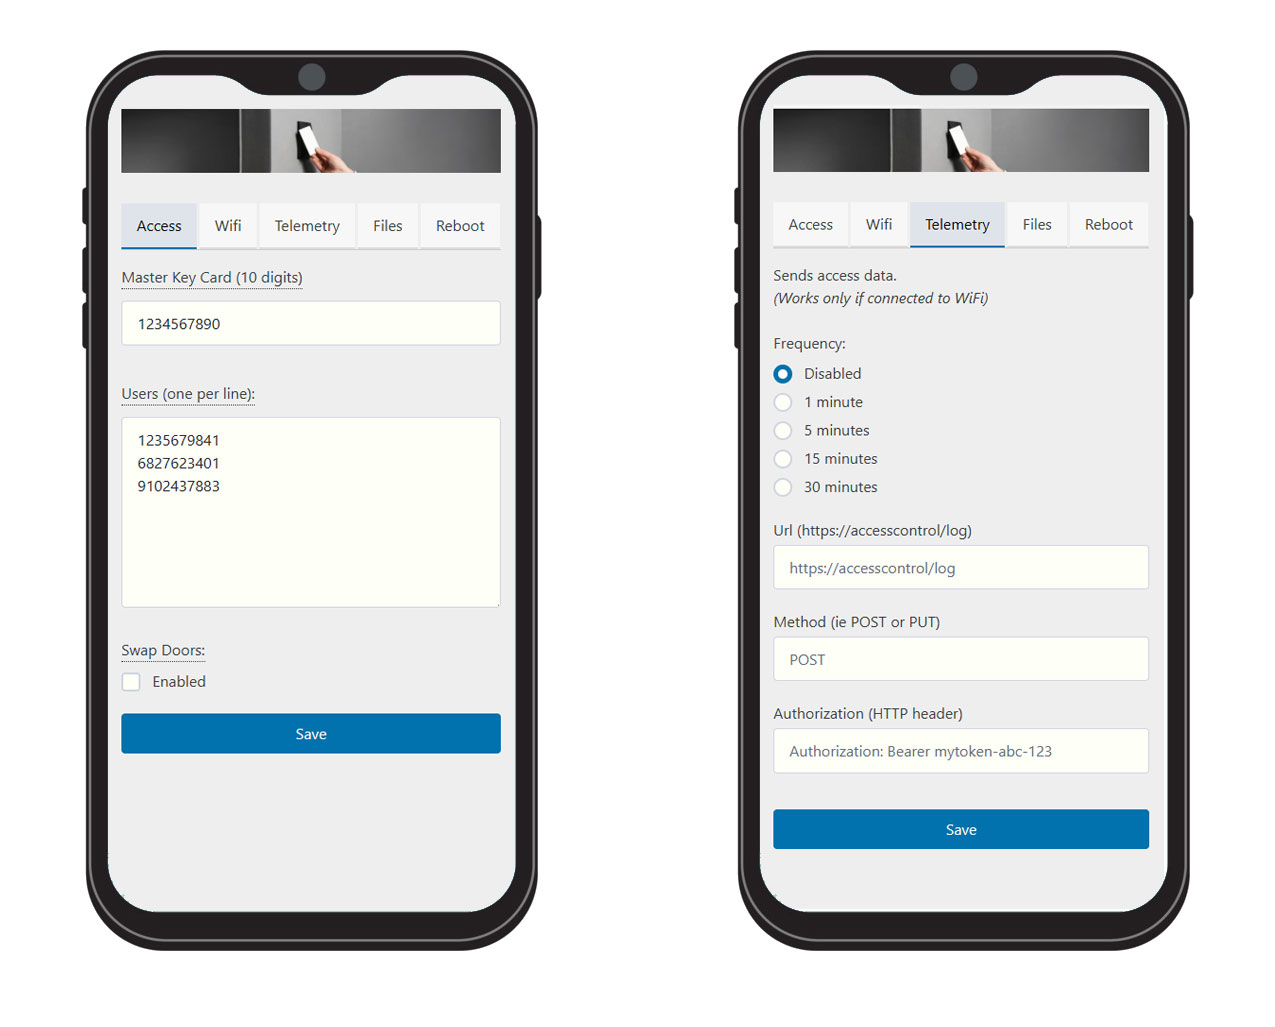 Access Wifi Telemetry Files Reboot
Master Key Card (10 digits)
1234567890
Users (one per line):
1235679841
6827623401
9102437883
Swap Doors:
Enabled
Save
Access Wifi Telemetry Files Reboot
Sends access data.
(Works only if connected to WiFi)
Frequency:
Disabled
1 minute
5 minutes
15 minutes
30 minutes
Url (https://accesscontrol/log)
https://accesscontrol/log
Method (ie POST or PUT)
POST
Authorization (HTTP header)
Authorization: Bearer mytoken-abc-123
Save